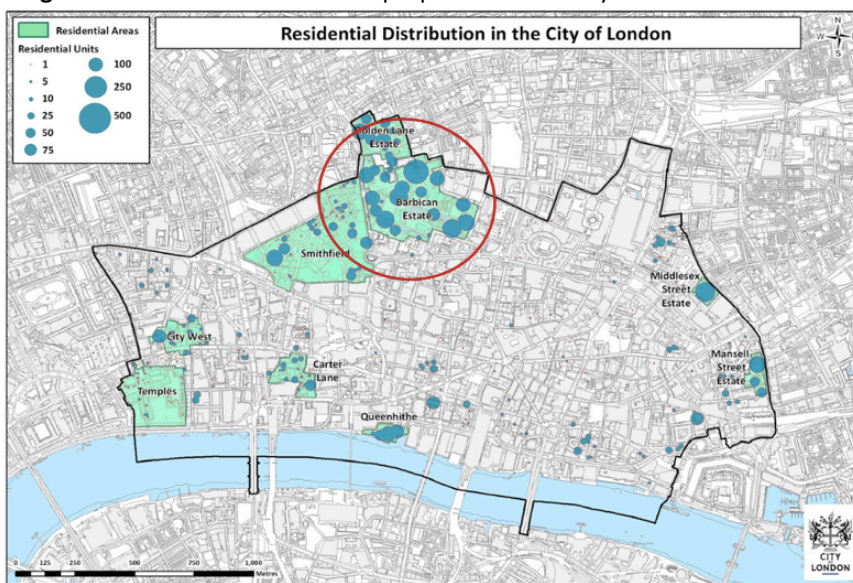 Residential Distribution in the City of London
Residential Areas
Residential Units
1
5
10
25
50
75
100
250
500
N
W
E
S
Golden Lane
Estate
Barbican
Estate
Smithfield
Middlesex
Street
Estate
City West
Carter
Lane
Mansell
Street
Estate
Temples
Queenhithe
0 125 250 500 750 1,000
Metres
CITY
OF
LONDON